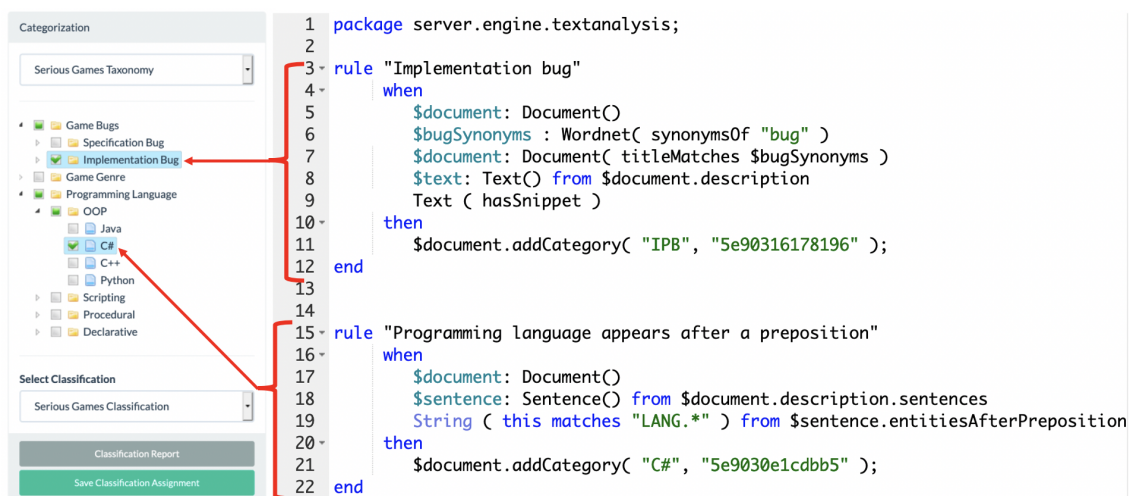 Categorization
Serious Games Taxonomy
Game Bugs
Specification Bug
Implementation Bug
Game Genre
Programming Language
OOP
Java
C#
C++
Python
Scripting
Procedural
Declarative
Select Classification
Serious Games Classification
Classification Report
Save Classification Assignment
1 package server.engine.textanalysis;
2
3 rule "Implementation bug"
4 when
5 $document: Document()
6 $bugSynonyms : Wordnet( synonymsOf "bug" )
7 $document: Document( titleMatches $bugSynonyms )
8 $text: Text() from $document.description
9 Text ( hasSnippet )
10 then
11 $document.addCategory( "IPB", "5e90316178196" );
12 end
13
14
15 rule "Programming language appears after a preposition"
16 when
17 $document: Document()
18 $sentence: Sentence() from $document.description.sentences
19 String ( this matches "LANG.*" ) from $sentence.entitiesAfterPreposition
20 then
21 $document.addCategory( "C#", "5e9030e1cdbb5" );
22 end